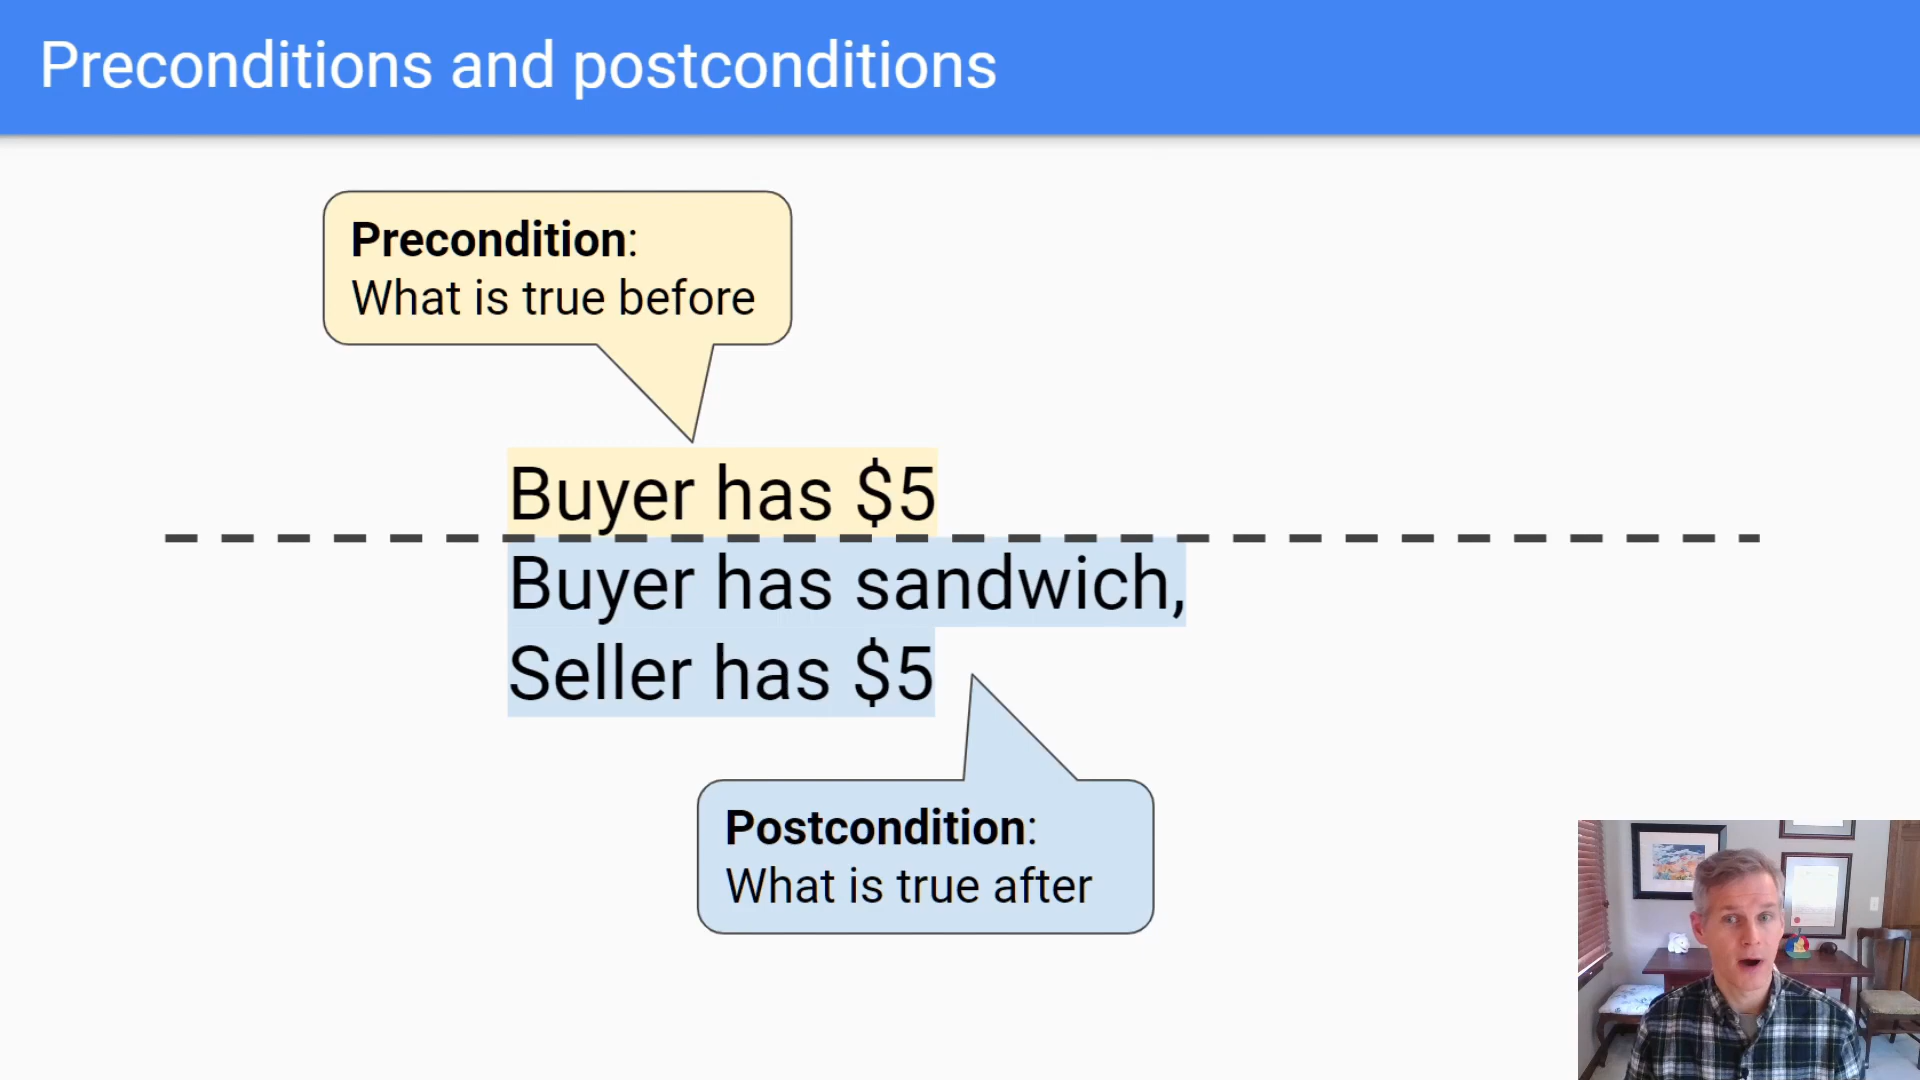 Preconditions and postconditions
Precondition:
What is true before
Buyer has $5
Buyer has sandwich,
Seller has $5
Postcondition:
What is true after